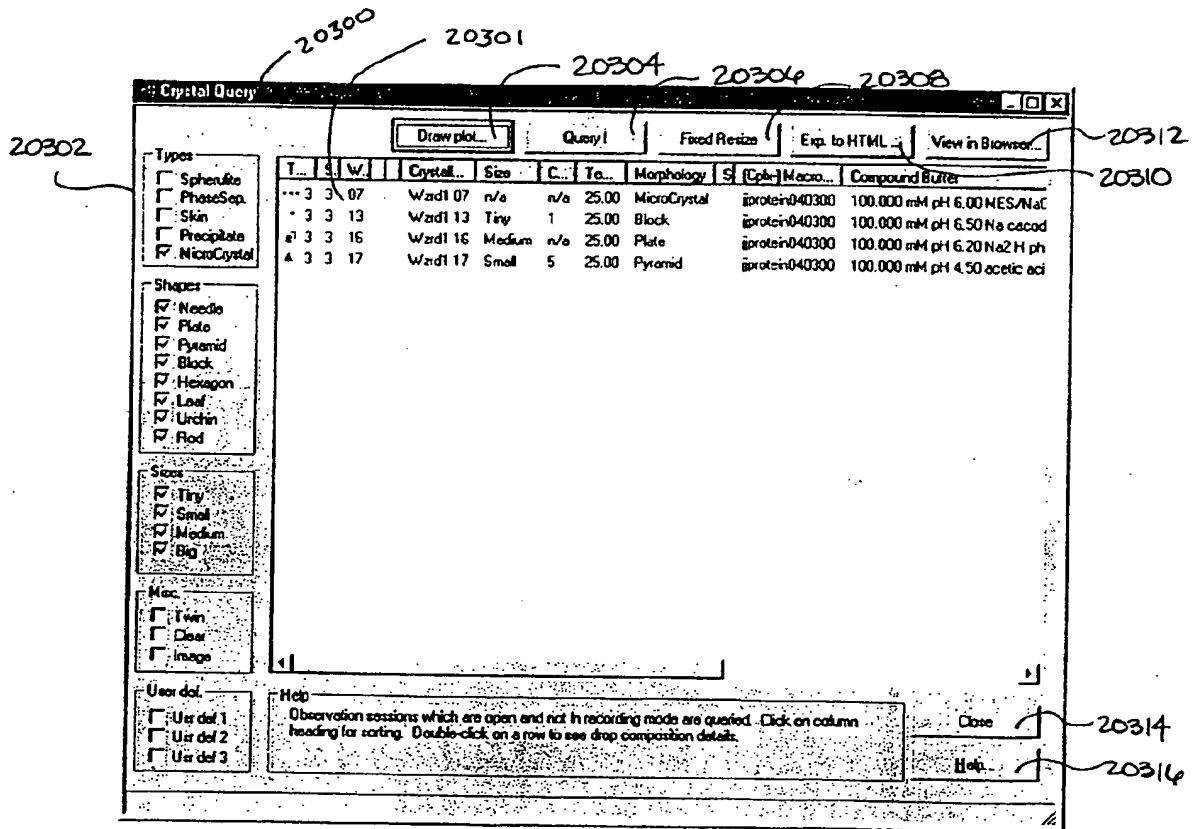 20300
20301
20304
20306
20308
Crystal Query
20302
Draw plot...
Query!
Fixed Resize
Exp. to HTML ...
View in Browser...
20312
20310
Types
Spherulite
PhaseSep.
Skin
Precipitate
MicroCrystal
T... S W. Crystall... Size C... Te... Morphology S [Cplx] Macro... Compound Buffer
3 3 07 Wzrd1 07 n/a n/a 25.00 MicroCrystal jjprotein040300 100.000 mM pH 6.00 MES/NaC
3 3 13 Wzrd1 13 Tiny 1 25.00 Block jjprotein040300 100.000 mM pH 6.50 Na cacod
3 3 16 Wzrd1 16 Medium n/a 25.00 Plate jjprotein040300 100.000 mM pH 6.20 Na2 H ph
3 3 17 Wzrd1 17 Small 5 25.00 Pyramid jjprotein040300 100.000 mM pH 4.50 acetic aci
Shapes
Needle
Plate
Pyramid
Block
Hexagon
Leaf
Urchin
Rod
Sizes
Tiny
Small
Medium
Big
Misc.
Twin
Clear
Image
User def.
Usr def 1
Usr def 2
Usr def 3
Help
Observation sessions which are open and not in recording mode are queried. Click on column
heading for sorting. Double-click on a row to see drop composition details.
Close
20314
Help...
20316